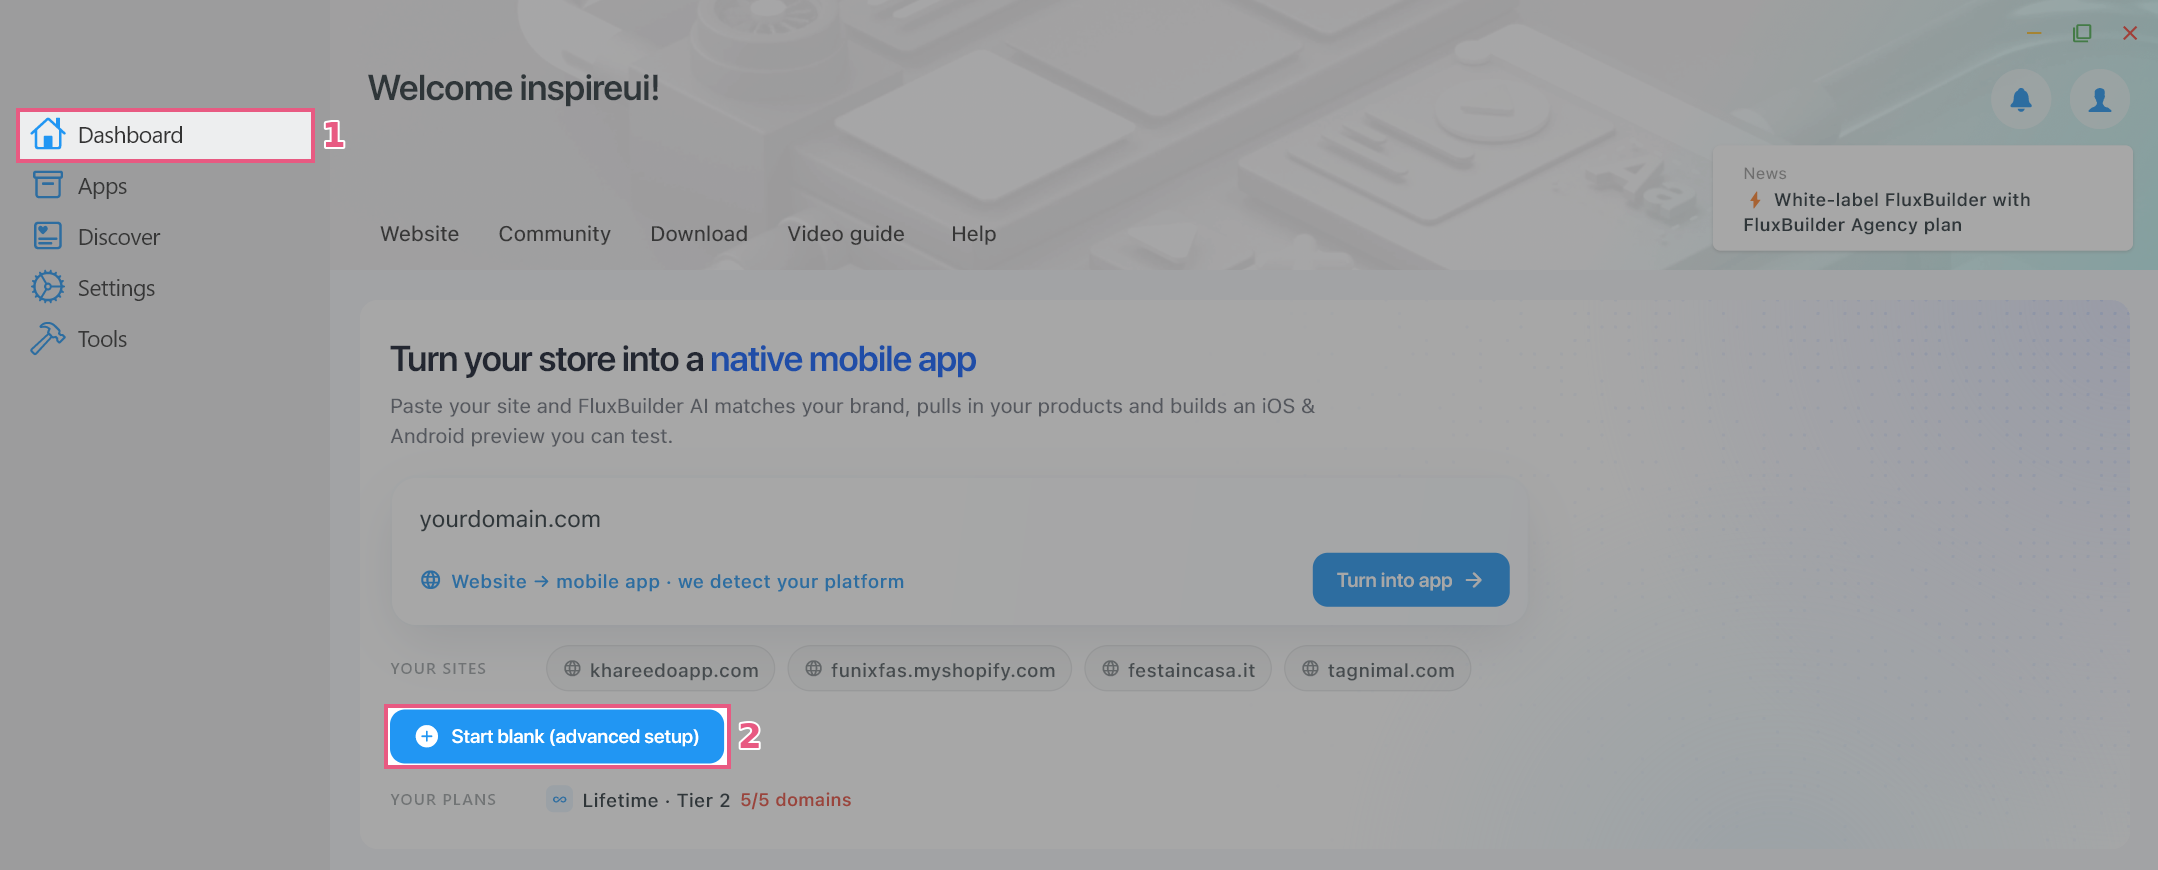 Welcome inspireui!
Dashboard
1
Apps
Discover
Settings
Tools
Website
Community
Download
Video guide
Help
News
White-label FluxBuilder with
FluxBuilder Agency plan
Aa
Turn your store into a native mobile app
Paste your site and FluxBuilder AI matches your brand, pulls in your products and builds an iOS &
Android preview you can test.
yourdomain.com
Website → mobile app · we detect your platform
Turn into app →
YOUR SITES
khareedoapp.com
funixfas.myshopify.com
festaincasa.it
tagnimal.com
Start blank (advanced setup)
2
YOUR PLANS
Lifetime · Tier 2 5/5 domains